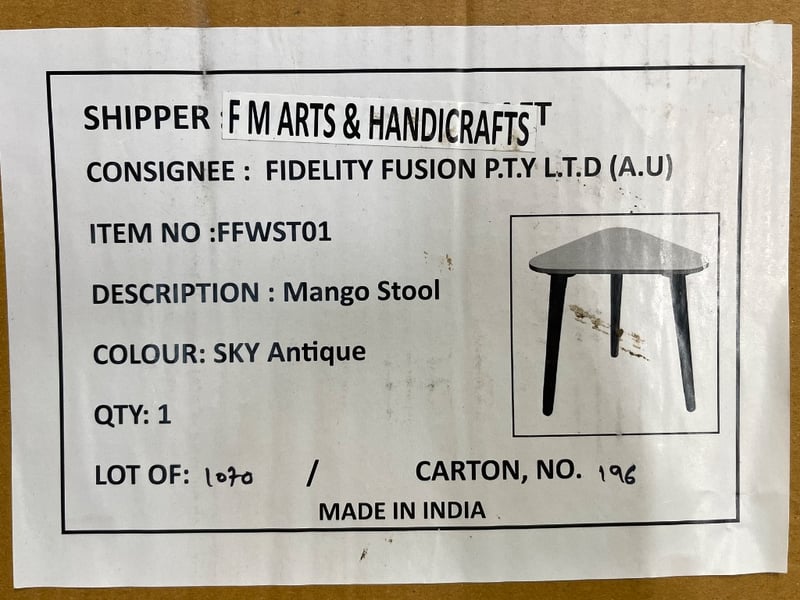 SHIPPER : F M ARTS & HANDICRAFTS
CONSIGNEE : FIDELITY FUSION P.T.Y L.T.D (A.U)
ITEM NO :FFWST01
DESCRIPTION : Mango Stool
COLOUR: SKY Antique
QTY: 1
LOT OF: 1070 / CARTON, NO. 196
MADE IN INDIA